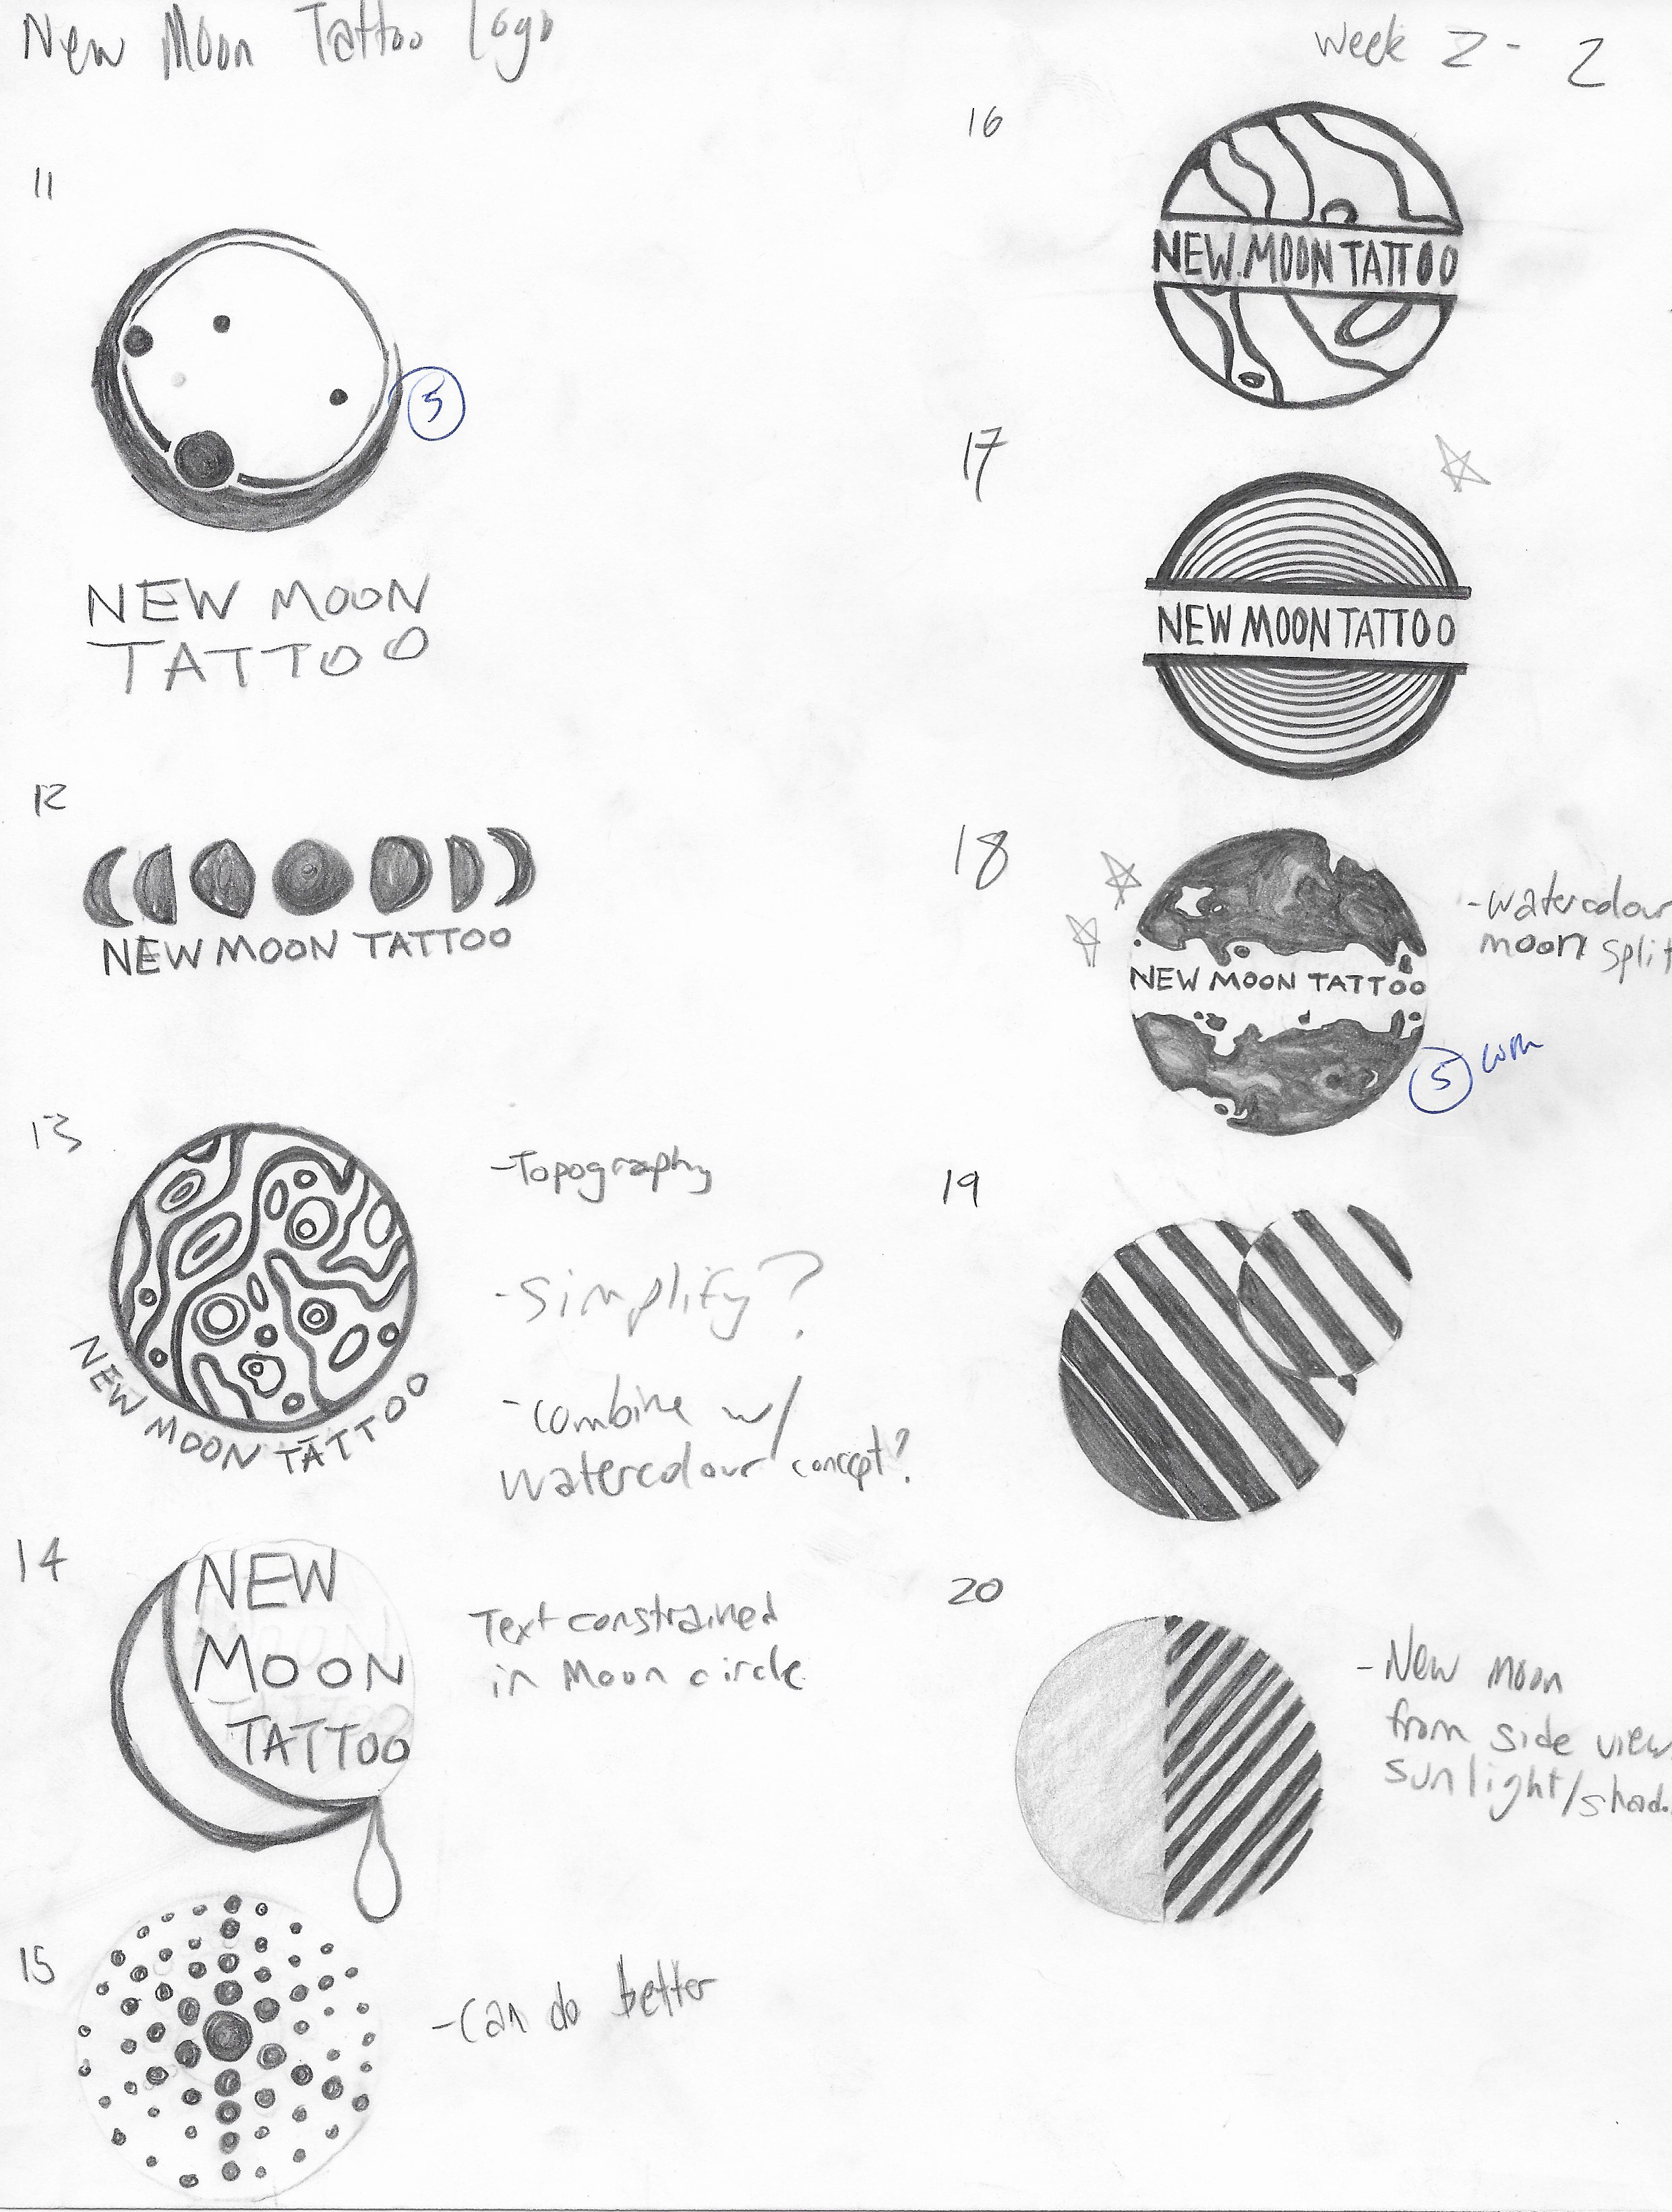 New Moon Tattoo Logo
Week 2 - 2
11
5
NEW MOON
TATTOO
12
NEW MOON TATTOO
13
-Topography
-Simplify?
-Combine w/
watercolour concept?
NEW MOON TATTOO
14
NEW
MOON
TATTOO
Text constrained
in Moon circle
15
-Can do better
16
NEW MOON TATTOO
17
NEW MOON TATTOO
18
-Watercolour
moon split
NEW MOON TATTOO
5
19
20
-New moon
from side view
sunlight/shad